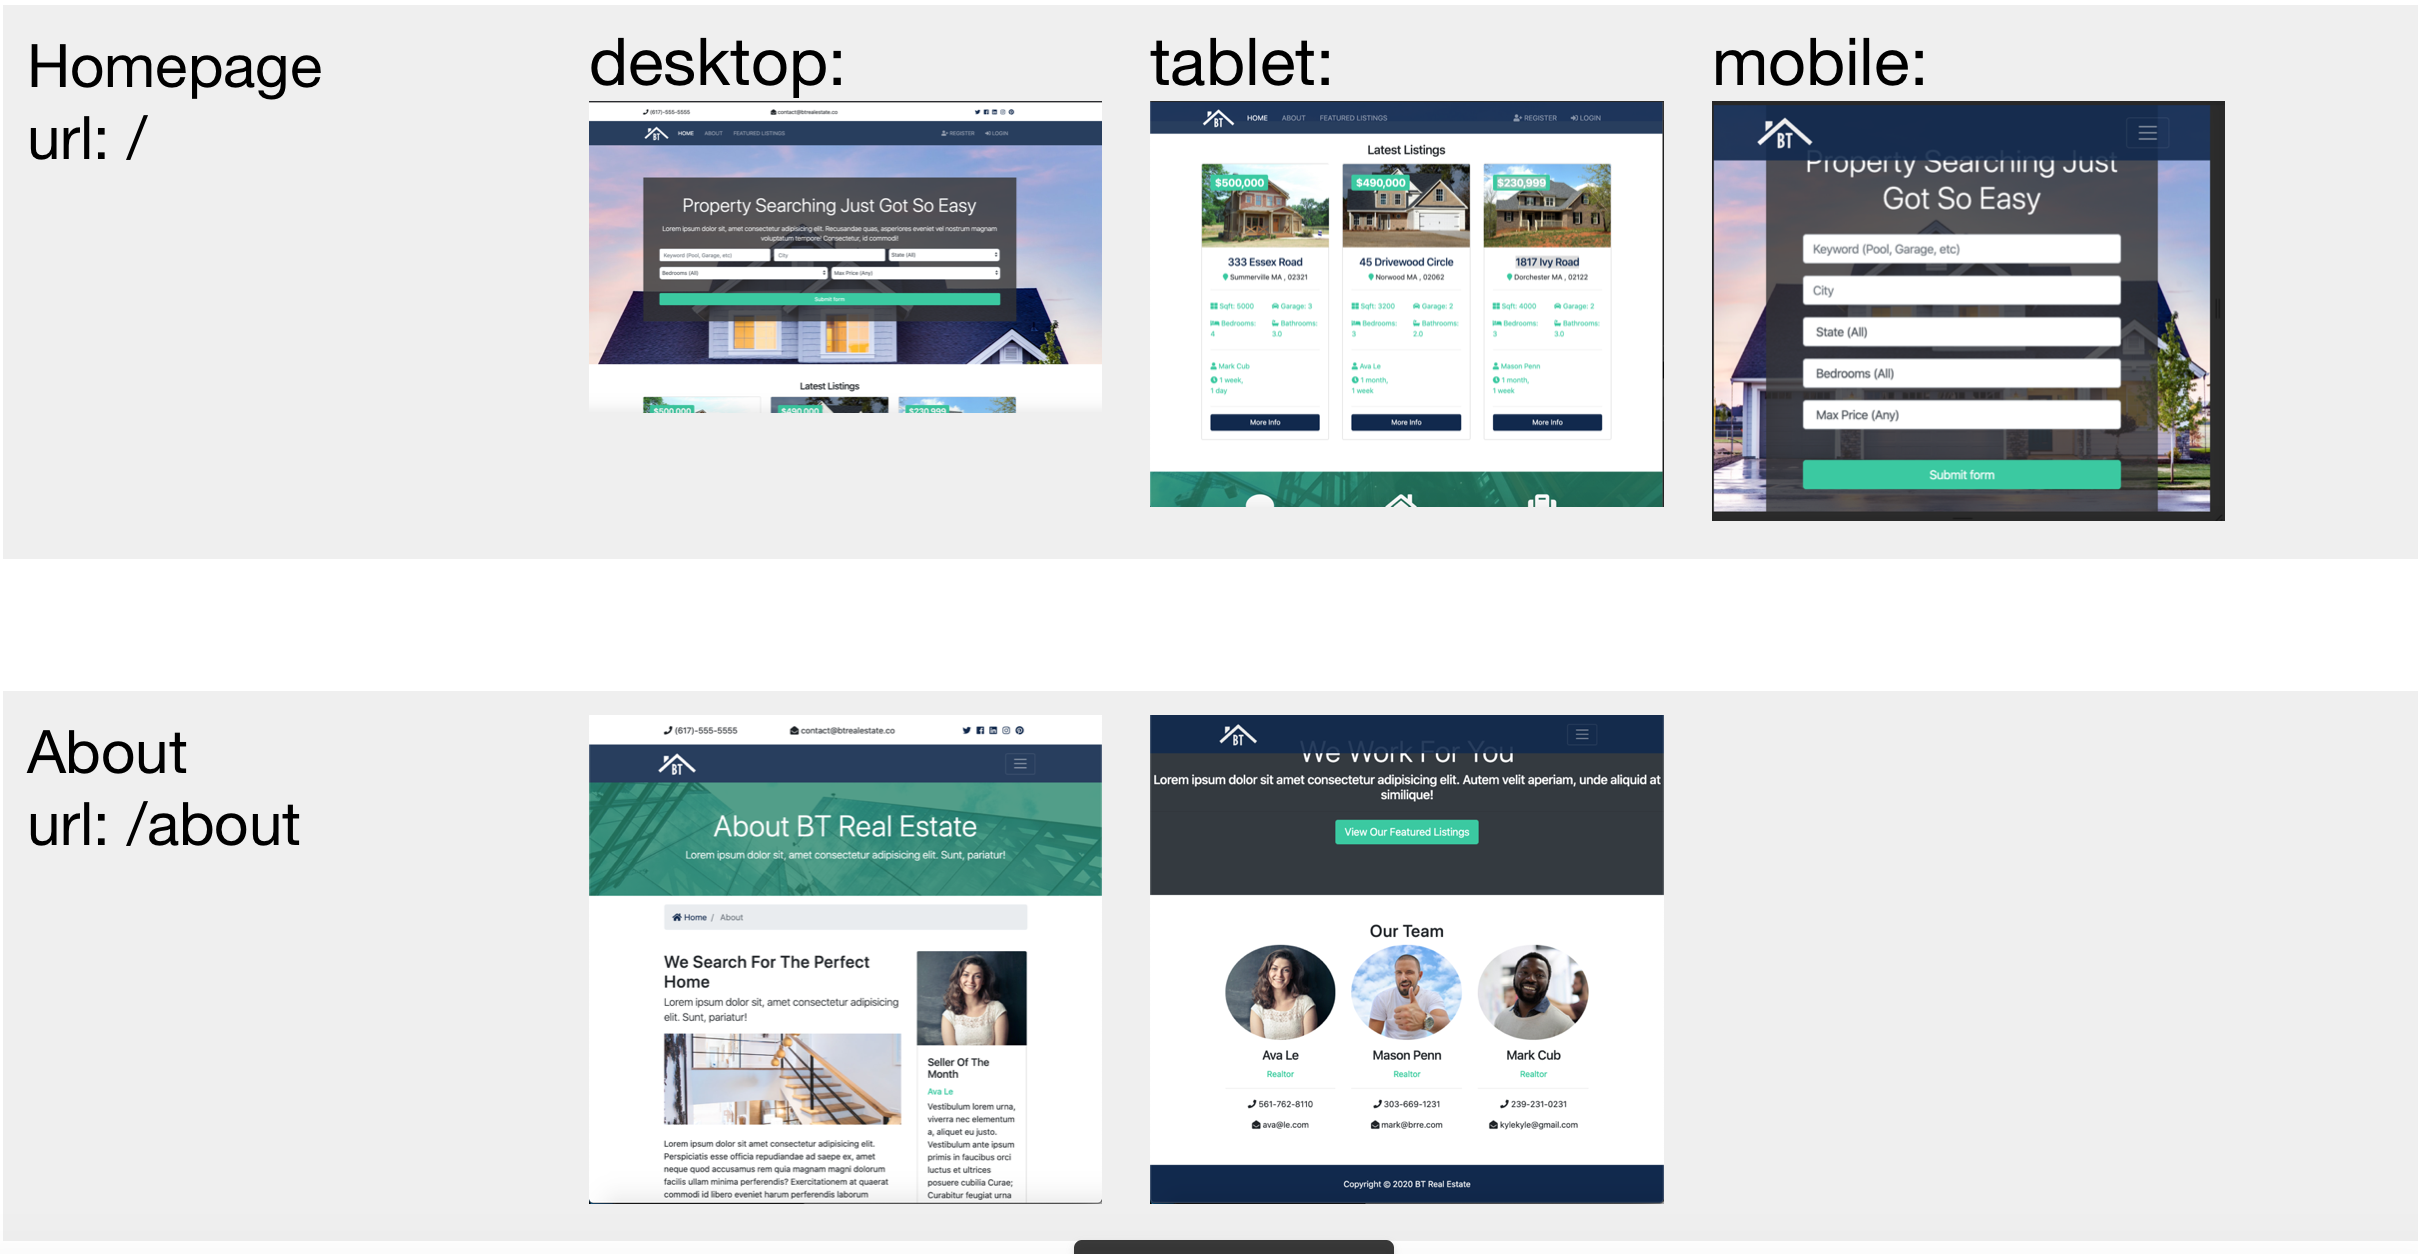 Homepage
url: /
desktop:
(617)-555-5555
contact@btrealestate.co
BT
HOME
ABOUT
FEATURED LISTINGS
REGISTER
LOGIN
Property Searching Just Got So Easy
Lorem ipsum dolor sit, amet consectetur adipisicing elit. Recusandae quas, asperiores eveniet vel nostrum magnam
voluptatum tempore! Consectetur, id commodi!
Keyword (Pool, Garage, etc)
City
State (All)
Bedrooms (All)
Max Price (Any)
Submit form
Latest Listings
$500,000
$490,000
$230,999
tablet:
BT
HOME
ABOUT
FEATURED LISTINGS
REGISTER
LOGIN
Latest Listings
$500,000
333 Essex Road
Summerville MA , 02321
Sqft: 5000
Garage: 3
Bedrooms:
4
Bathrooms:
3.0
Mark Cub
1 week,
1 day
More Info
$490,000
45 Drivewood Circle
Norwood MA , 02062
Sqft: 3200
Garage: 2
Bedrooms:
3
Bathrooms:
2.0
Ava Le
1 month,
1 week
More Info
$230,999
1817 Ivy Road
Dorchester MA , 02122
Sqft: 4000
Garage: 2
Bedrooms:
3
Bathrooms:
3.0
Mason Penn
1 month,
1 week
More Info
mobile:
BT
Property Searching Just
Got So Easy
Keyword (Pool, Garage, etc)
City
State (All)
Bedrooms (All)
Max Price (Any)
Submit form
About
url: /about
(617)-555-5555
contact@btrealestate.co
BT
About BT Real Estate
Lorem ipsum dolor sit, amet consectetur adipisicing elit. Sunt, pariatur!
Home / About
We Search For The Perfect
Home
Lorem ipsum dolor sit, amet consectetur adipisicing
elit. Sunt, pariatur!
Lorem ipsum dolor sit amet consectetur adipisicing elit.
Perspiciatis esse officia repudiandae ad saepe ex, amet
neque quod accusamus rem quia magnam magni dolorum
facilis ullam minima perferendis? Exercitationem at quaerat
commodi id libero eveniet harum perferendis laborum
Seller Of The
Month
Ava Le
Vestibulum lorem urna,
viverra nec elementum
a, aliquet eu justo.
Vestibulum ante ipsum
primis in faucibus orci
luctus et ultrices
posuere cubilia Curae;
Curabitur feugiat urna
BT
We Work For You
Lorem ipsum dolor sit amet consectetur adipisicing elit. Autem velit aperiam, unde aliquid at
similique!
View Our Featured Listings
Our Team
Ava Le
Realtor
561-762-8110
ava@le.com
Mason Penn
Realtor
303-669-1231
mark@brre.com
Mark Cub
Realtor
239-231-0231
kylekyle@gmail.com
Copyright © 2020 BT Real Estate